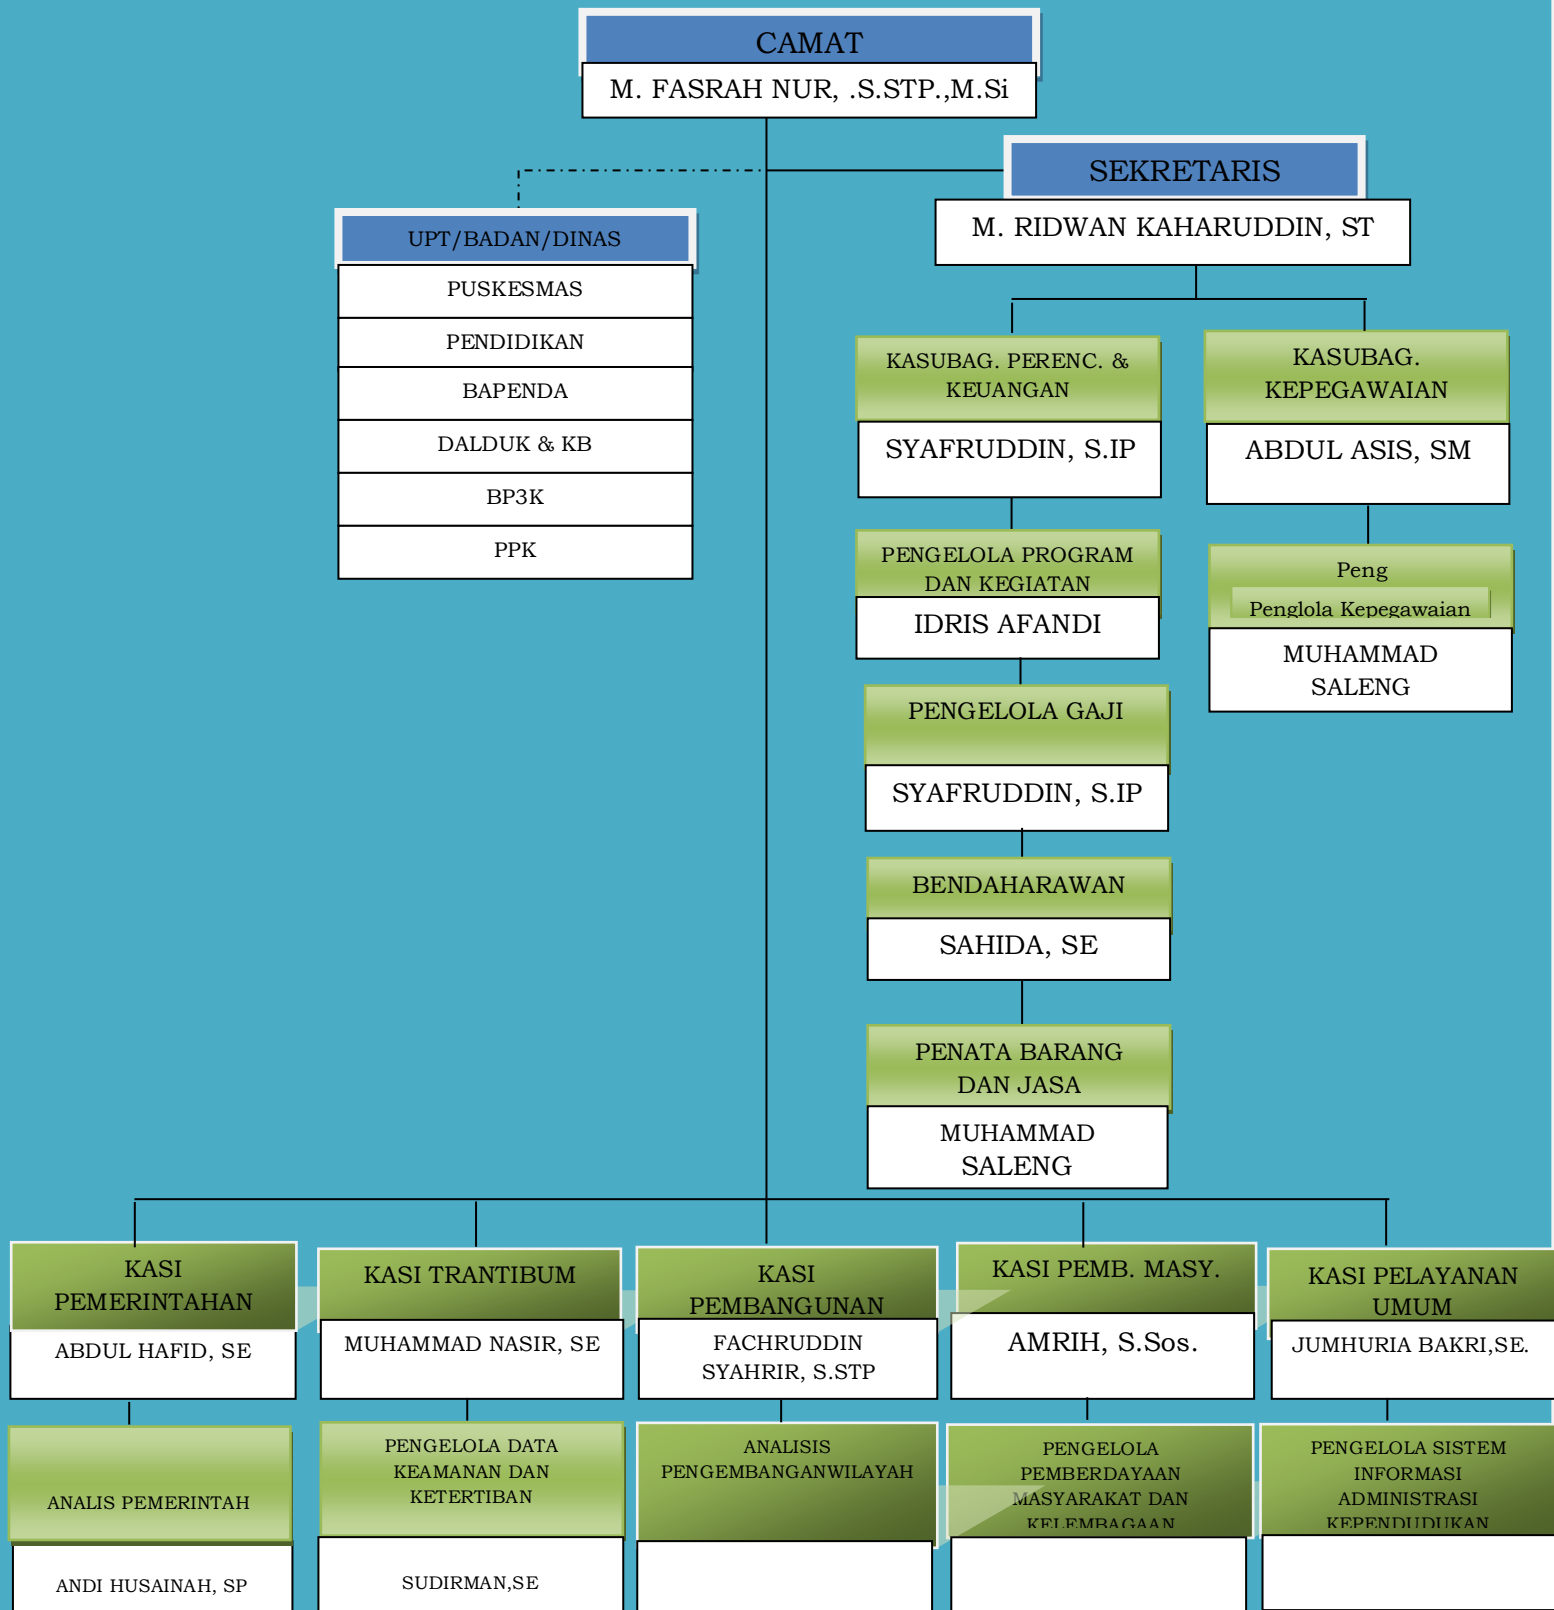 CAMAT
M. FASRAH NUR, .S.STP.,M.Si
SEKRETARIS
M. RIDWAN KAHARUDDIN, ST
UPT/BADAN/DINAS
PUSKESMAS
PENDIDIKAN
BAPENDA
DALDUK & KB
BP3K
PPK
KASUBAG. PERENC. &
KEUANGAN
SYAFRUDDIN, S.IP
KASUBAG.
KEPEGAWAIAN
ABDUL ASIS, SM
PENGELOLA PROGRAM
DAN KEGIATAN
IDRIS AFANDI
Peng
Penglola Kepegawaian
MUHAMMAD
SALENG
PENGELOLA GAJI
SYAFRUDDIN, S.IP
BENDAHARAWAN
SAHIDA, SE
PENATA BARANG
DAN JASA
MUHAMMAD
SALENG
KASI
PEMERINTAHAN
ABDUL HAFID, SE
KASI TRANTIBUM
MUHAMMAD NASIR, SE
KASI
PEMBANGUNAN
FACHRUDDIN
SYAHRIR, S.STP
KASI PEMB. MASY.
AMRIH, S.Sos.
KASI PELAYANAN
UMUM
JUMHURIA BAKRI,SE.
ANALIS PEMERINTAH
ANDI HUSAINAH, SP
PENGELOLA DATA
KEAMANAN DAN
KETERTIBAN
SUDIRMAN,SE
ANALISIS
PENGEMBANGANWILAYAH
PENGELOLA
PEMBERDAYAAN
MASYARAKAT DAN
KELEMBAGAAN
PENGELOLA SISTEM
INFORMASI
ADMINISTRASI
KEPENDUDUKAN